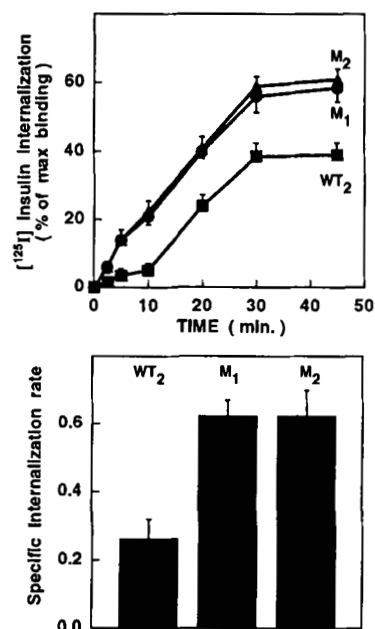 [125I] Insulin Internalization
( % of max binding)
60
40
20
0
M2
M1
WT2
0 10 20 30 40 50
TIME ( min. )
Specific Internalization rate
0.6
0.4
0.2
0.0
WT2 M1 M2